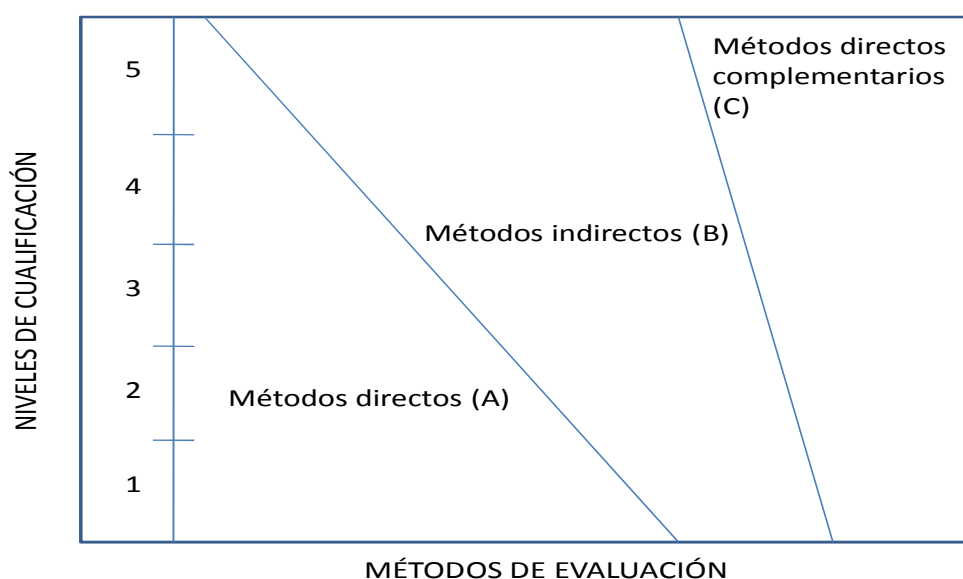 Métodos directos
complementarios
(C)
5
4
Métodos indirectos (B)
3
2
Métodos directos (A)
1
NIVELES DE CUALIFICACIÓN
MÉTODOS DE EVALUACIÓN